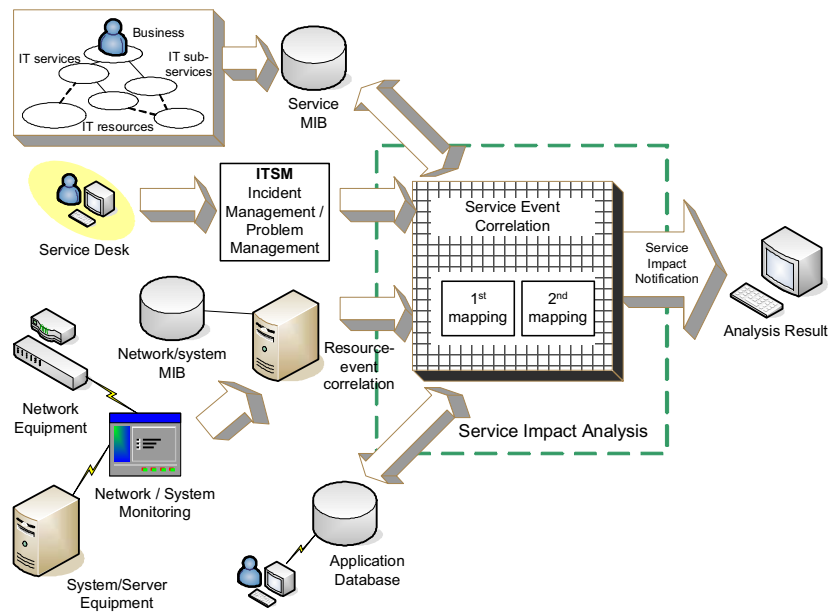 Business
IT services
IT sub-
services
IT resources
Service
MIB
Service Desk
ITSM
Incident
Management /
Problem
Management
Service Event
Correlation
1st
mapping
2nd
mapping
Service
Impact
Notification
Analysis Result
Network/system
MIB
Resource-
event
correlation
Network
Equipment
Service Impact Analysis
Network / System
Monitoring
System/Server
Equipment
Application
Database